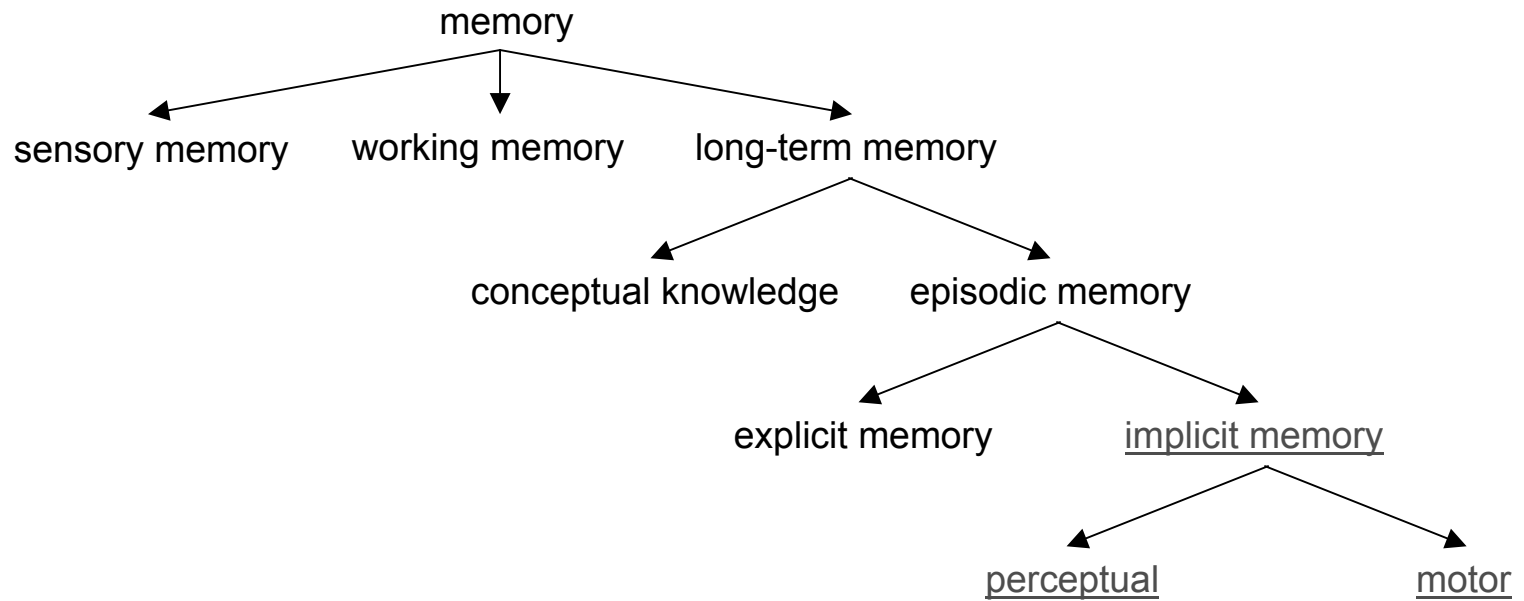 memory
sensory memory working memory long-term memory
conceptual knowledge episodic memory
explicit memory implicit memory
perceptual motor